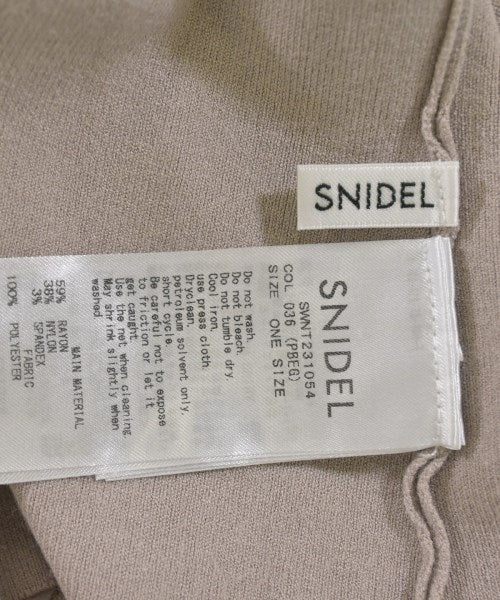 SNIDEL
SNIDEL
SWNT231054
COL 036 (PBEG)
SIZE ONE SIZE
Do not wash.
Do not bleach.
Do not tumble dry.
Cool iron.
use press cloth.
Dryclean.
petroleum solvent only,
short cycle.
Be careful not to expose
to friction or let it
get caught.
Use the net when cleaning
May shrink slightly when
washed.
MAIN MATERIAL
59% RAYON
38% NYLON
3% SPANDEX
FABRIC
100% POLYESTER